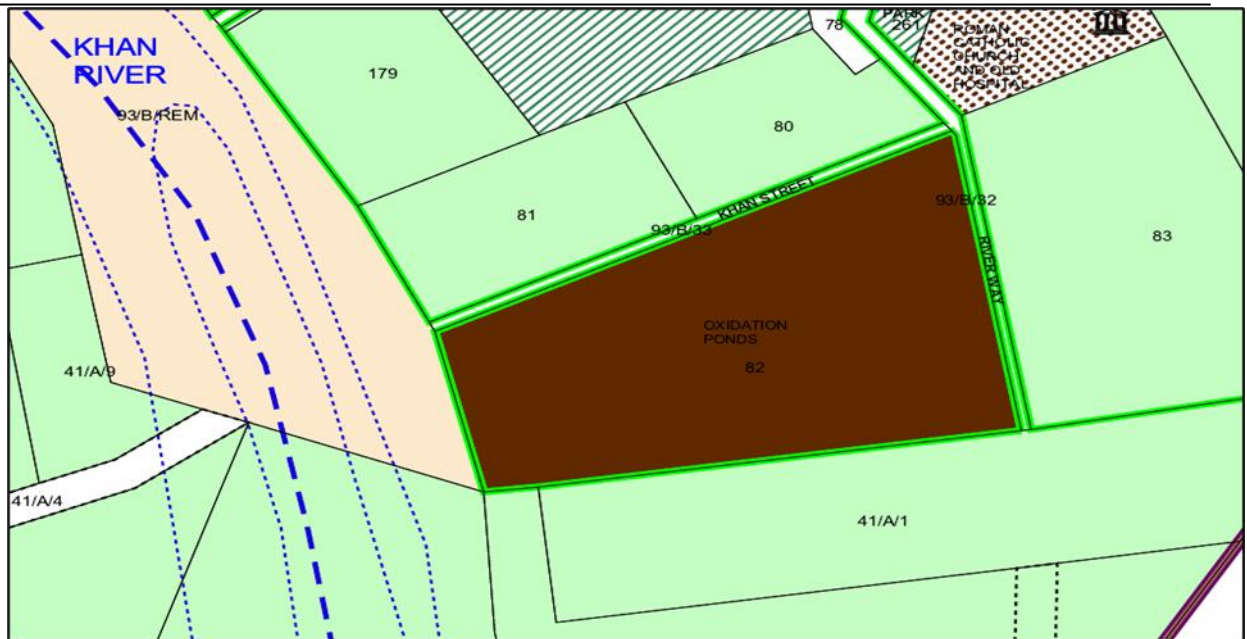 KHAN
RIVER
179
78
PARK
261
ROMAN
CATHOLIC
CHURCH
AND OLD
HOSPITAL
93/B/REM
80
81
KHAN STREET
93/B/33
93/B/32
RIVER WAY
83
OXIDATION
PONDS
82
41/A/9
41/A/4
41/A/1